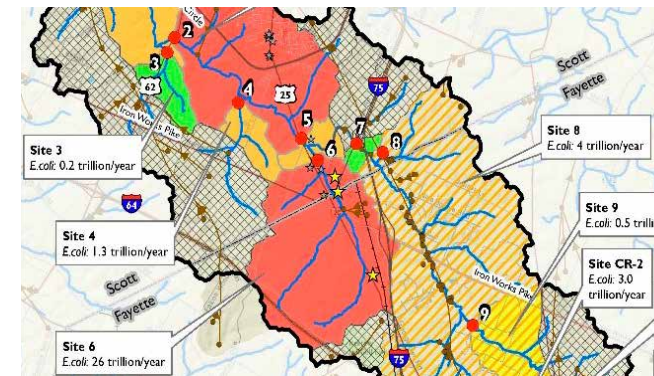 Circle
2
3
62
4
25
75
Scott
Fayette
5
7
8
6
Iron Works Pike
Site 3
E.coli: 0.2 trillion/year
Site 8
E.coli: 4 trillion/year
64
Site 4
E.coli: 1.3 trillion/year
Site 9
E.coli: 0.5 trilli
Site CR-2
E.coli: 3.0
trillion/year
Iron Works Pike
Scott
Fayette
9
Site 6
E.coli: 26 trillion/year
75